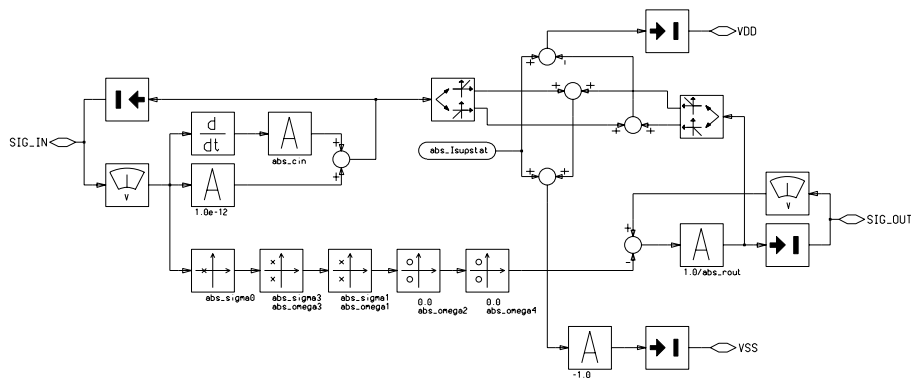 VDD
SIG_IN
d
dt
A
abs_cin
abs_Isupstat
V
A
1.0e-12
V
SIG_OUT
A
1.0/abs_rout
abs_sigma0
abs_sigma3
abs_omega3
abs_sigma1
abs_omega1
0.0
abs_omega2
0.0
abs_omega4
A
-1.0
VSS